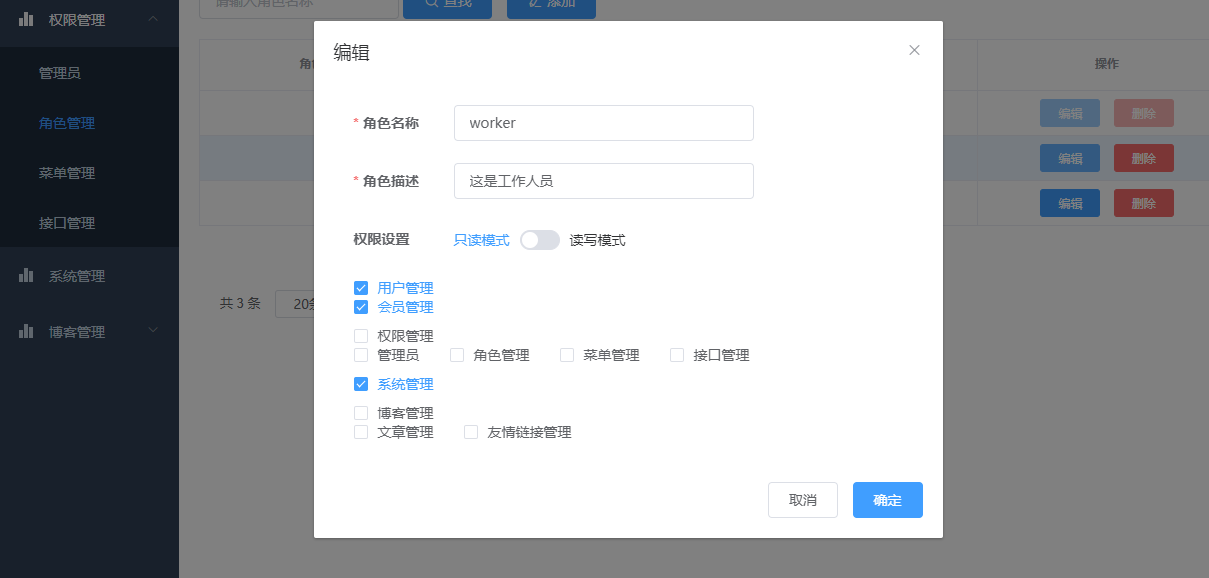 权限管理
管理员
角色管理
菜单管理
接口管理
系统管理
博客管理
请输入角色名称
查找
添加
操作
编辑 删除
编辑 删除
编辑 删除
共 3 条
编辑
* 角色名称 worker
* 角色描述 这是工作人员
权限设置 只读模式 读写模式
用户管理
会员管理
权限管理
管理员 角色管理 菜单管理 接口管理
系统管理
博客管理
文章管理 友情链接管理
取消 确定